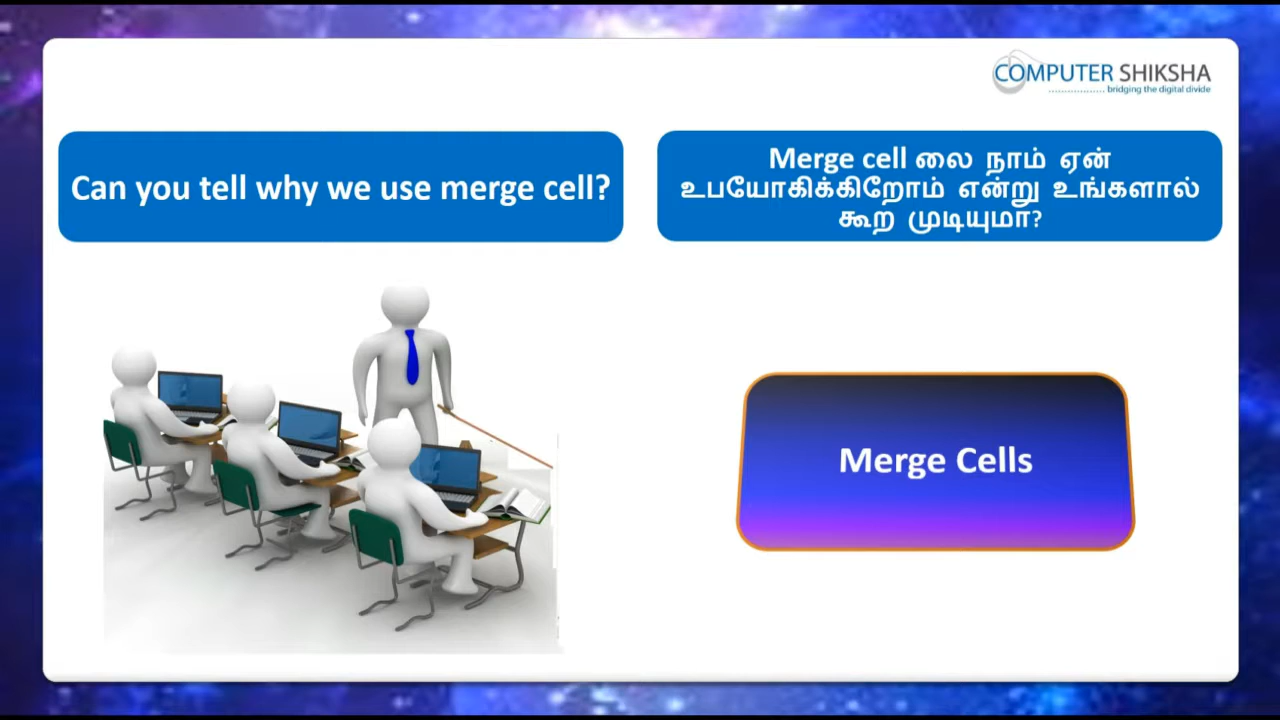 COMPUTER SHIKSHA
bridging the digital divide
Can you tell why we use merge cell?
Merge cell லை நாம் ஏன்
உபயோகிக்கிறோம் என்று உங்களால்
கூற முடியுமா?
Merge Cells